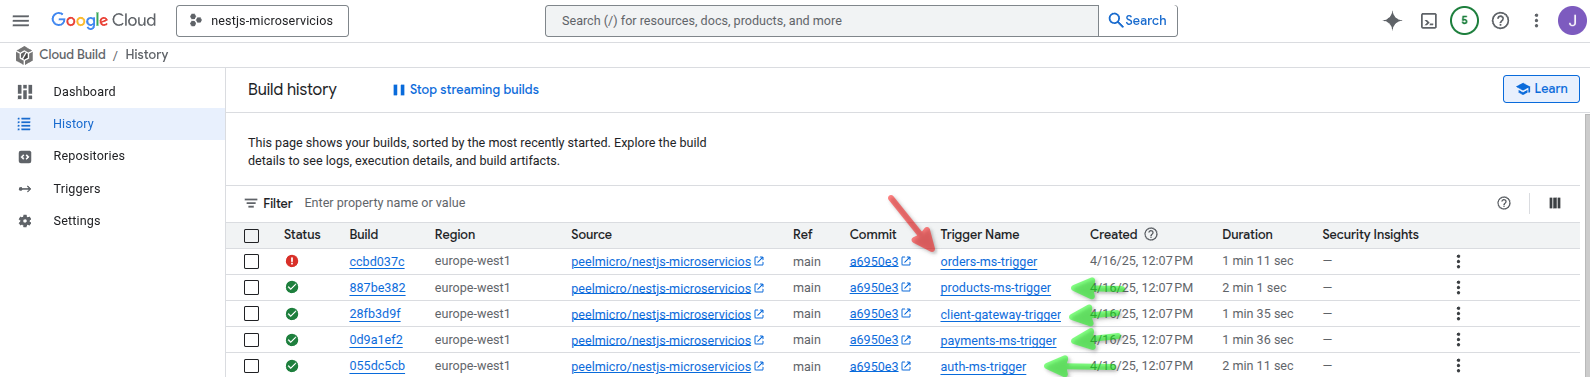 Google Cloud
nestjs-microservicios
Search (/) for resources, docs, products, and more
Search
5
J
Cloud Build / History
Dashboard
History
Repositories
Triggers
Settings
Build history
Stop streaming builds
Learn
This page shows your builds, sorted by the most recently started. Explore the build
details to see logs, execution details, and build artifacts.
Filter Enter property name or value
Status Build Region Source Ref Commit Trigger Name Created Duration Security Insights
ccbd037c europe-west1 peelmicro/nestjs-microservicios main a6950e3 orders-ms-trigger 4/16/25, 12:07 PM 1 min 11 sec —
887be382 europe-west1 peelmicro/nestjs-microservicios main a6950e3 products-ms-trigger 4/16/25, 12:07 PM 2 min 1 sec —
28fb3d9f europe-west1 peelmicro/nestjs-microservicios main a6950e3 client-gateway-trigger 4/16/25, 12:07 PM 1 min 35 sec —
0d9a1ef2 europe-west1 peelmicro/nestjs-microservicios main a6950e3 payments-ms-trigger 4/16/25, 12:07 PM 1 min 36 sec —
055dc5cb europe-west1 peelmicro/nestjs-microservicios main a6950e3 auth-ms-trigger 4/16/25, 12:07 PM 2 min 11 sec —